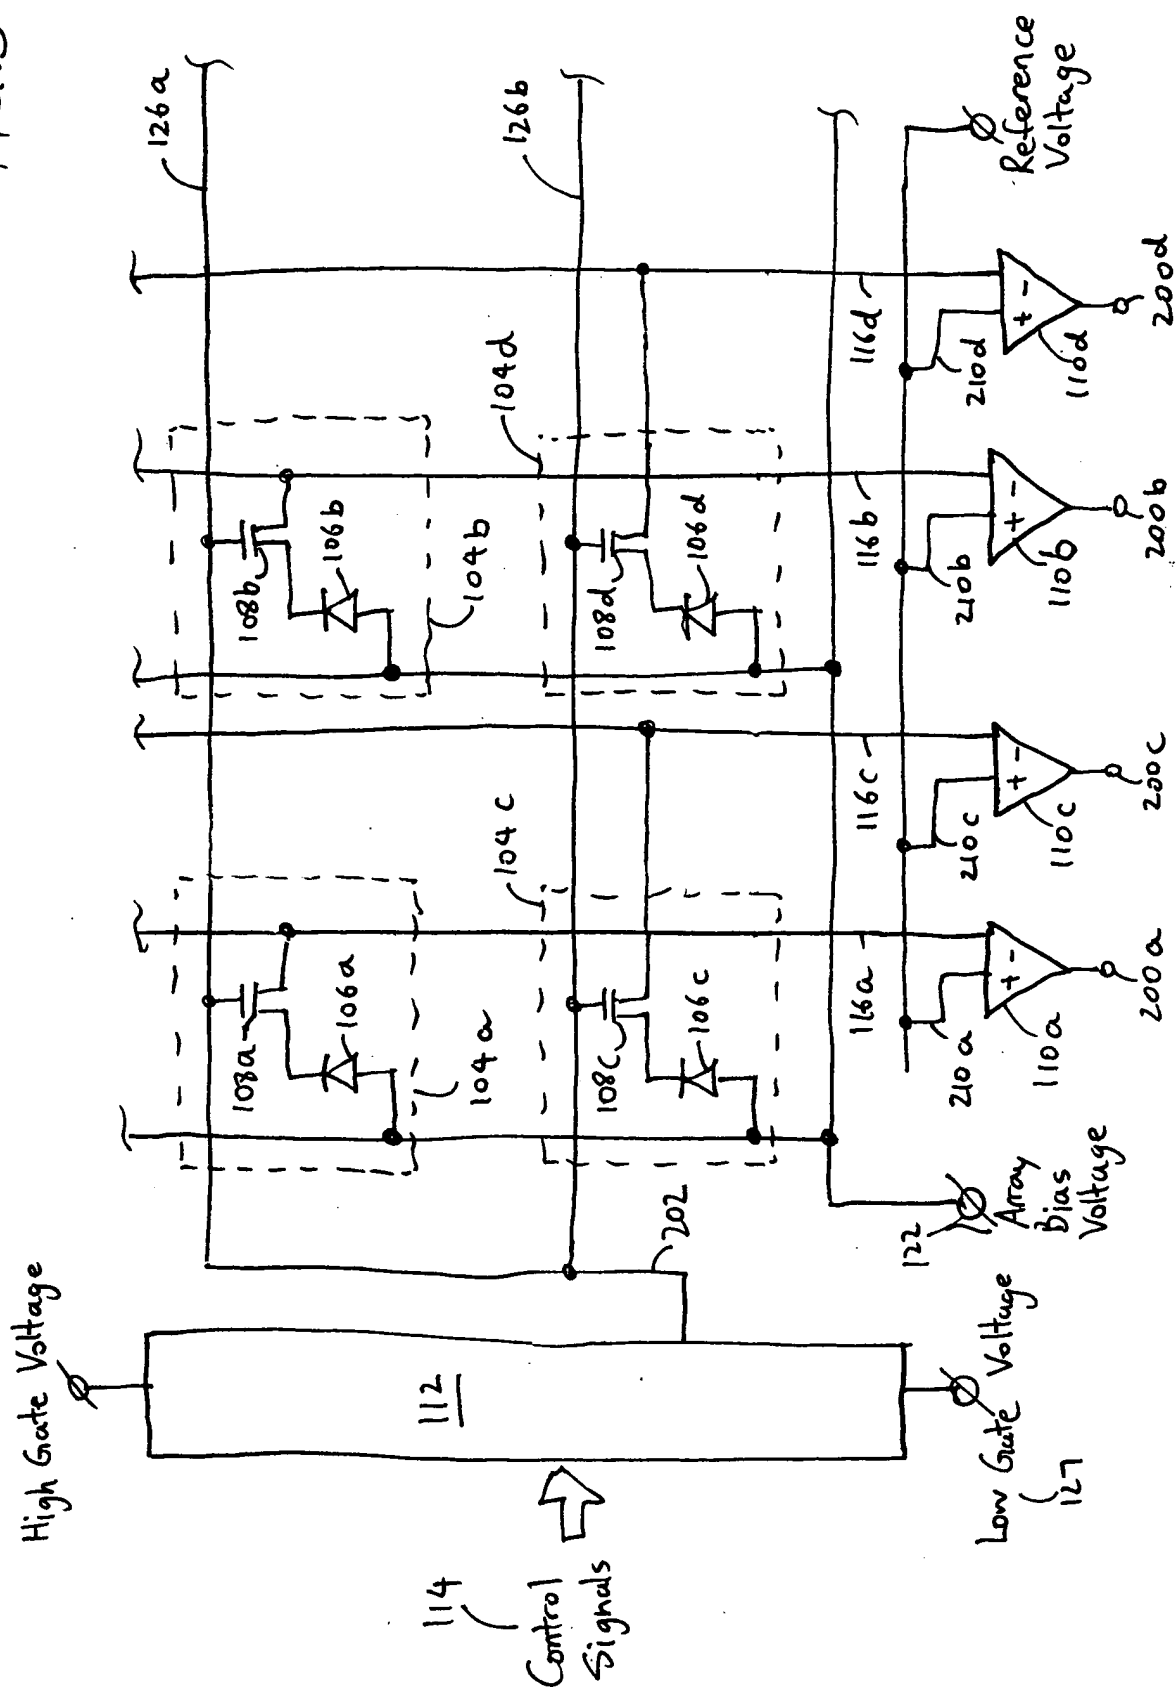 126a
126b
Reference
Voltage
108b
106b
104b
104d
108d
106d
116d
210d
110d
200d
116b
210b
110b
200b
108a
106a
104a
104c
108c
106c
116c
210c
110c
200c
116a
210a
110a
200a
+ -
+ -
+ -
+ -
202
122
Array
Bias
Voltage
High Gate Voltage
112
Low Gate Voltage
127
114
Control
Signals